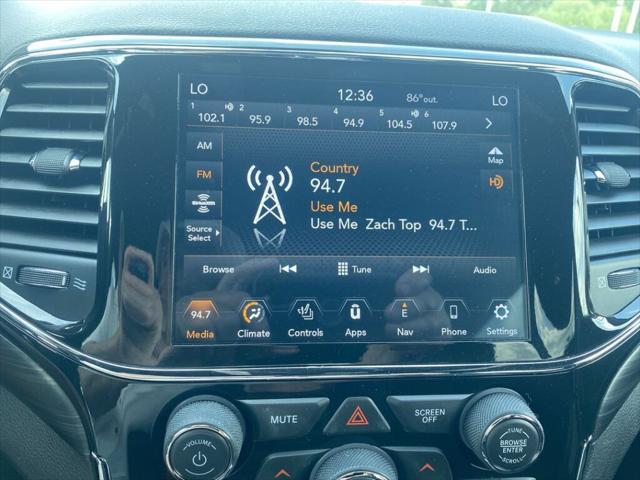 LO 12:36 86°out. LO
1 2 3 4 5 6
102.1 95.9 98.5 94.9 104.5 107.9
AM
FM
SiriusXM
Source
Select
Country
94.7
Use Me
Use Me Zach Top 94.7 T...
Map
HD
Browse Tune Audio
94.7 E
Media Climate Controls Apps Nav Phone Settings
MUTE
SCREEN
OFF
VOLUME
TUNE
BROWSE
ENTER
SCROLL